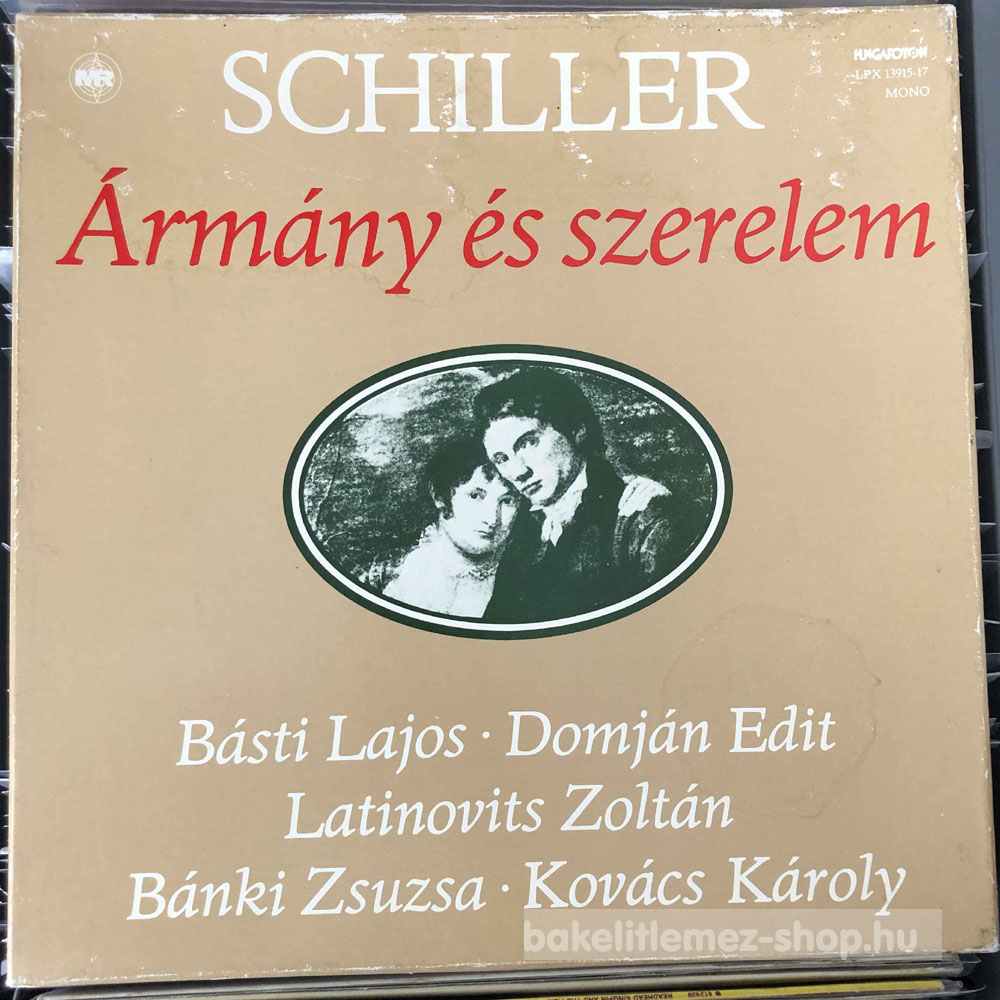 MR
SCHILLER
HUNGAROTON
LPX 13915-17
MONO
Ármány és szerelem
Básti Lajos · Domján Edit
Latinovits Zoltán
Bánki Zsuzsa · Kovács Károly
bakelitlemez-shop.hu